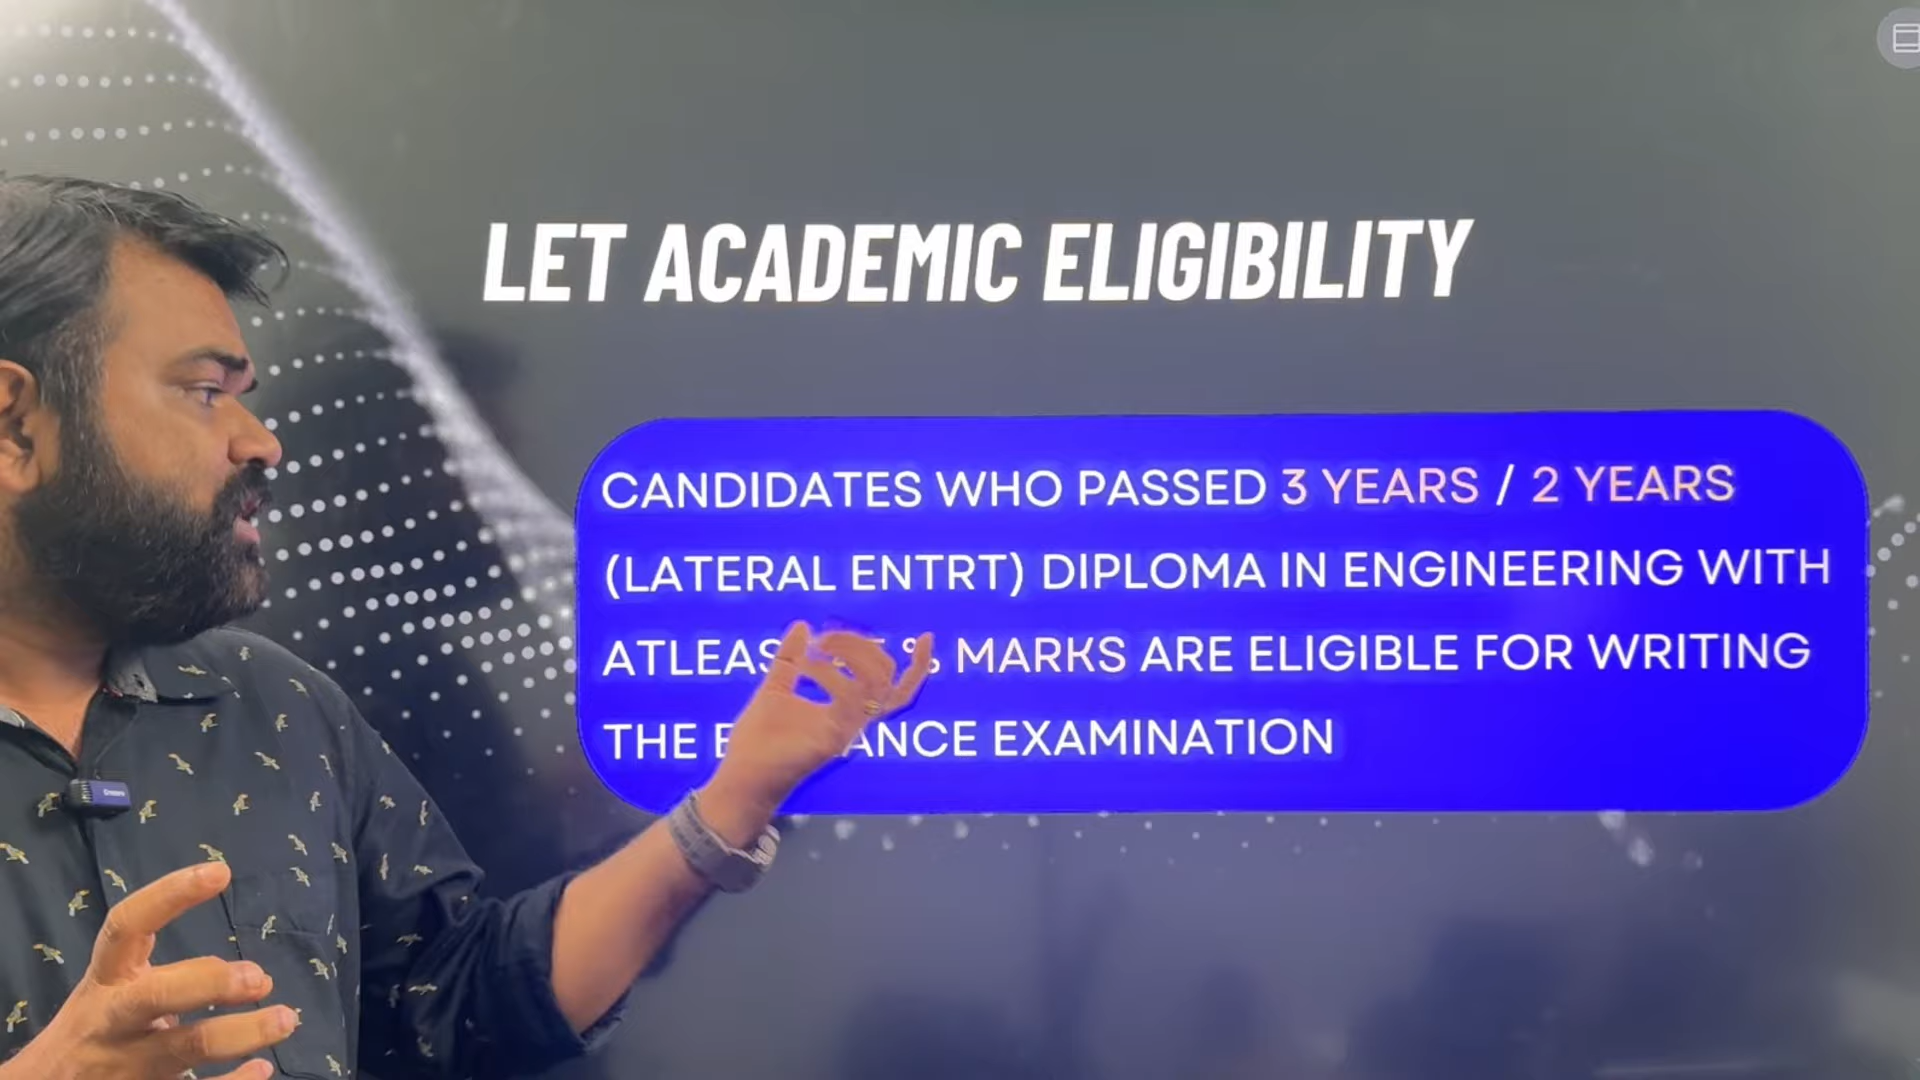 LET ACADEMIC ELIGIBILITY
CANDIDATES WHO PASSED 3 YEARS / 2 YEARS
(LATERAL ENTRT) DIPLOMA IN ENGINEERING WITH
% MARKS ARE ELIGIBLE FOR WRITING
THE EXAMINATION